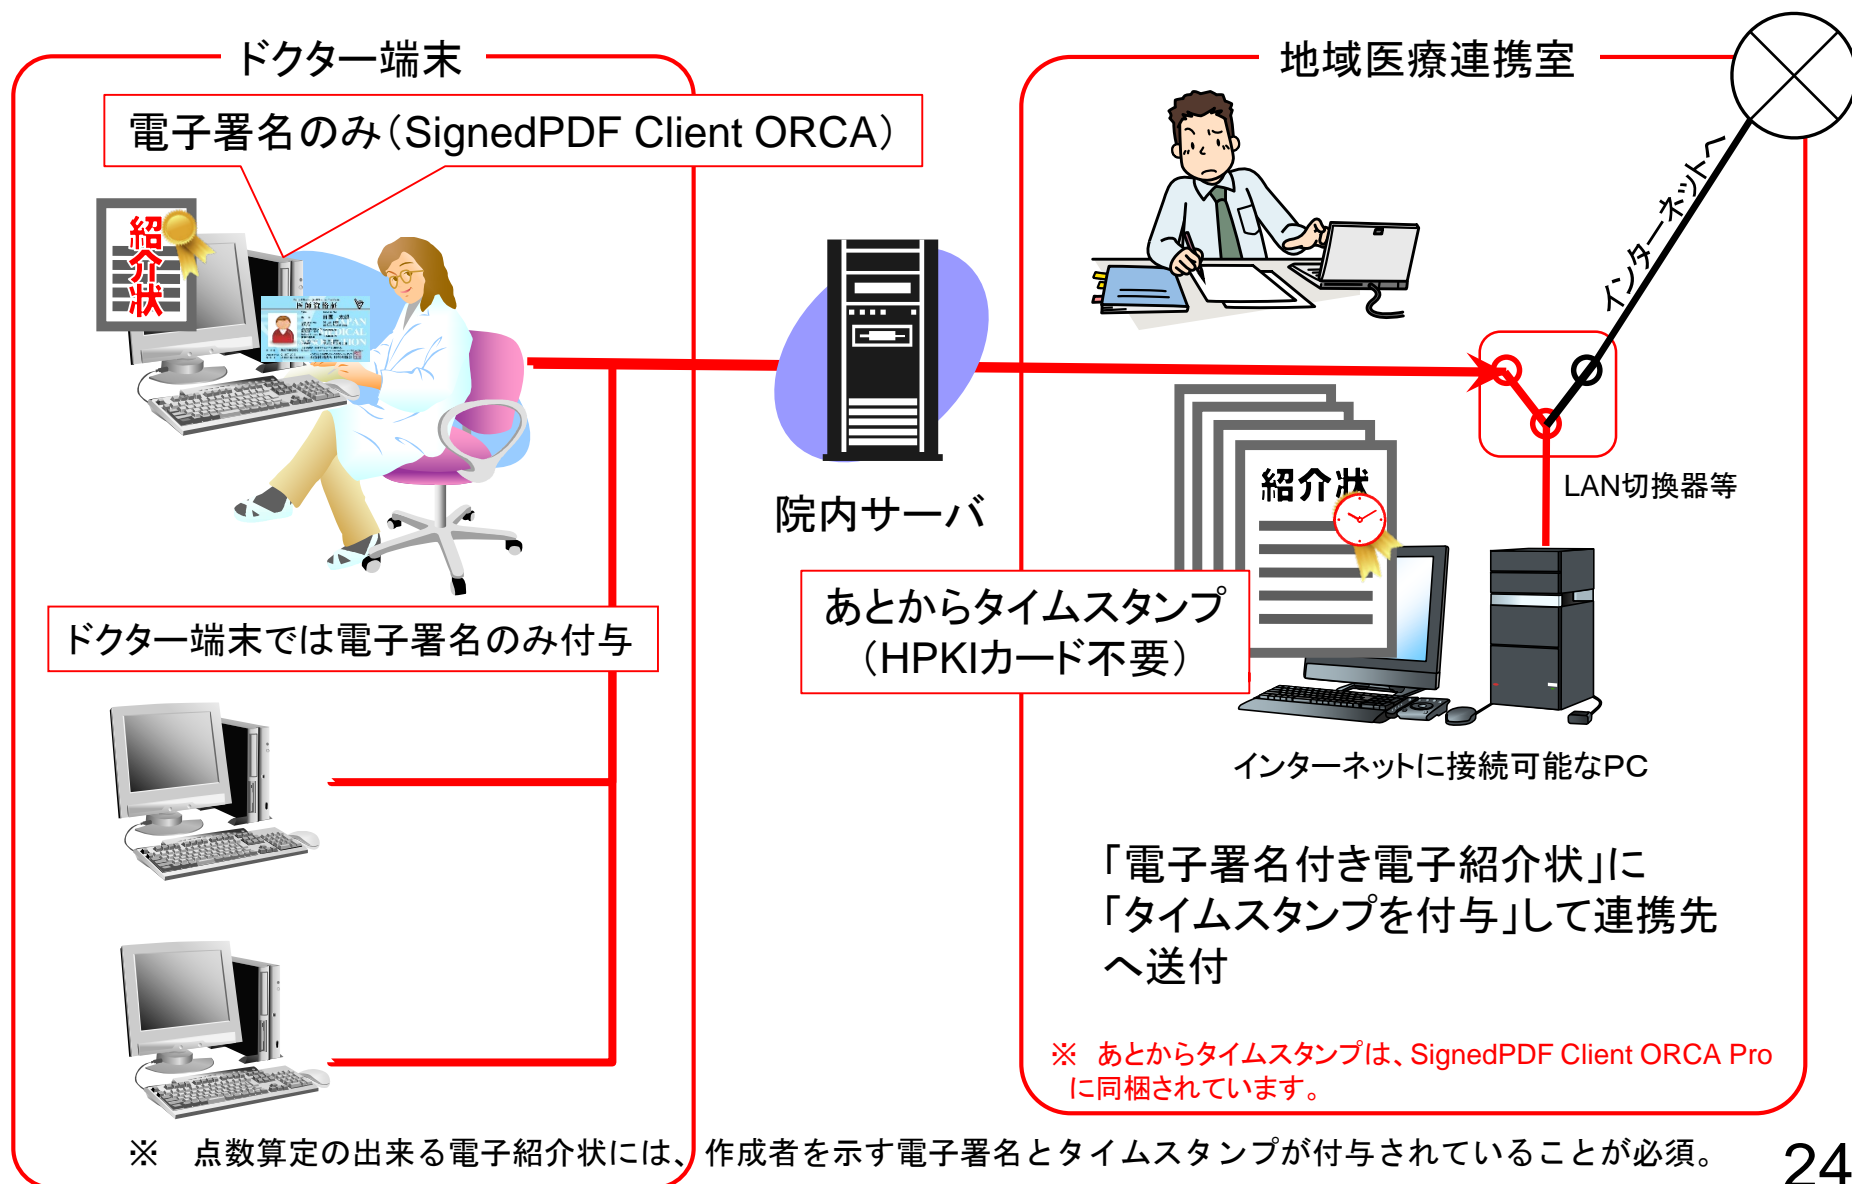 ドクター端末
地域医療連携室
電子署名のみ（SignedPDF Client ORCA）
インターネットへ
紹介状
医師資格証
院内サーバ
紹介状
LAN切換器等
あとからタイムスタンプ
（HPKIカード不要）
ドクター端末では電子署名のみ付与
インターネットに接続可能なPC
「電子署名付き電子紹介状」に
「タイムスタンプを付与」して連携先
へ送付
※　あとからタイムスタンプは、SignedPDF Client ORCA Pro
に同梱されています。
※　点数算定の出来る電子紹介状には、作成者を示す電子署名とタイムスタンプが付与されていることが必須。
24